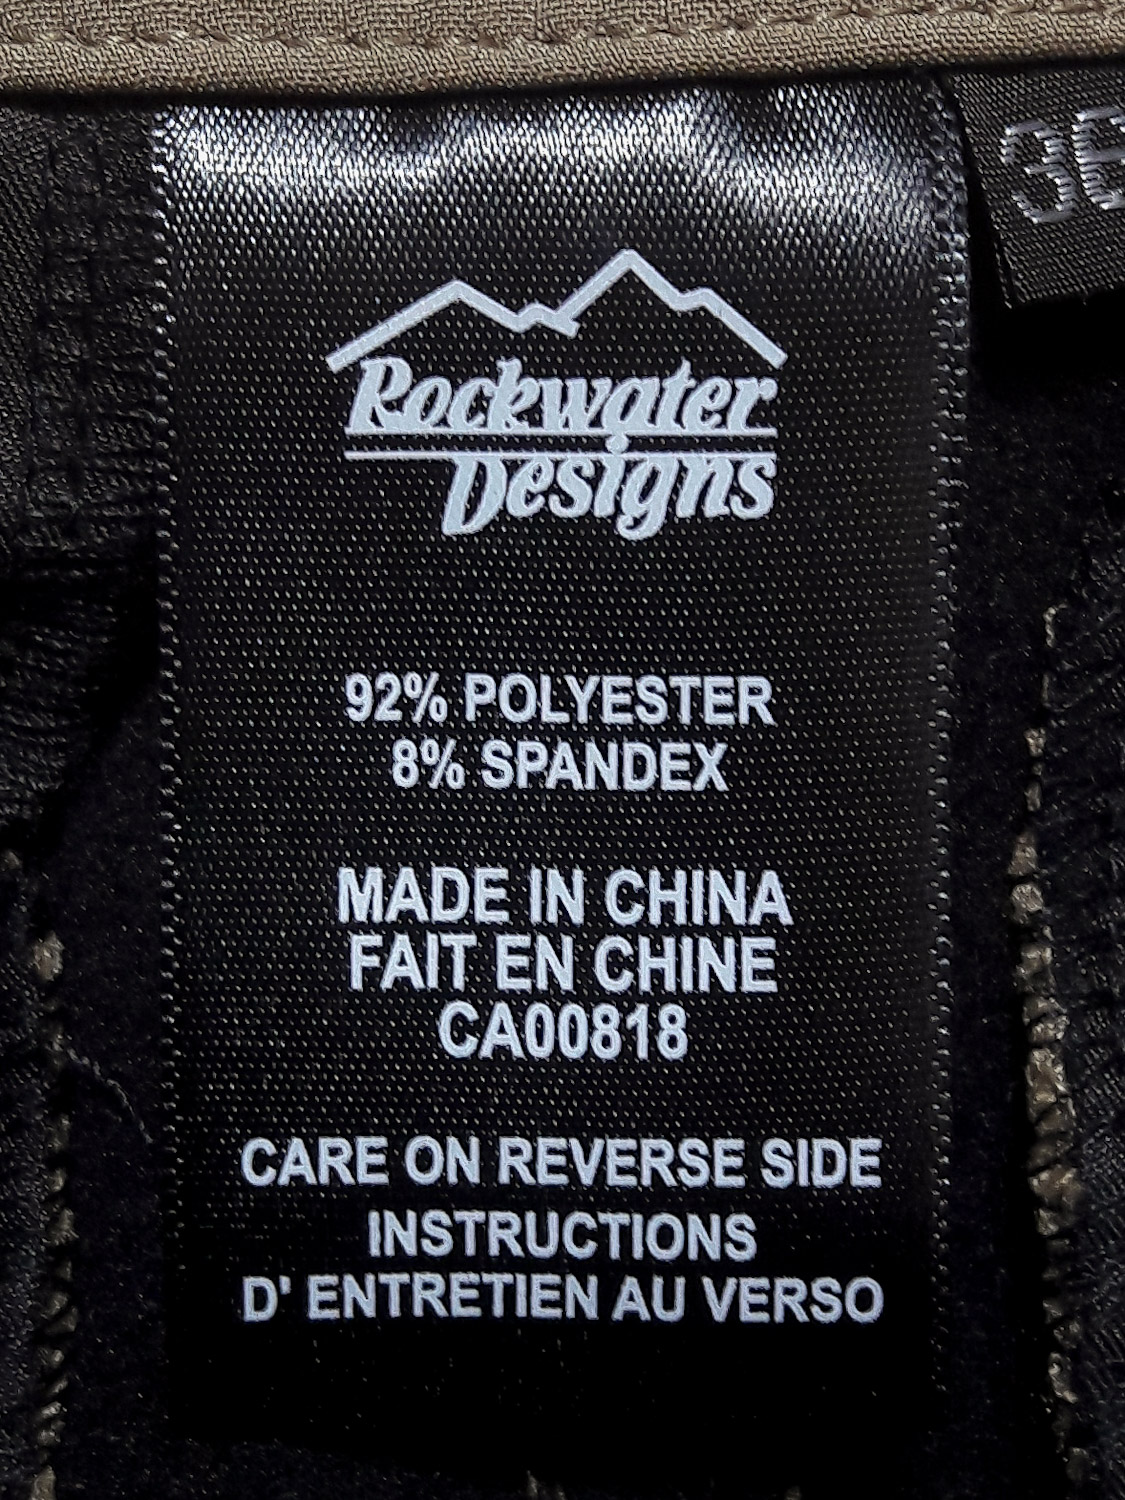 Rockwater
Designs
92% POLYESTER
8% SPANDEX
MADE IN CHINA
FAIT EN CHINE
CA00818
CARE ON REVERSE SIDE
INSTRUCTIONS
D' ENTRETIEN AU VERSO